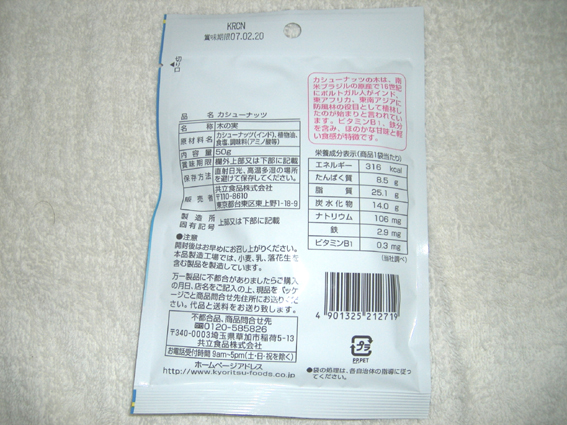 KRCN
賞味期限07.02.20
カシューナッツの木は、南
米ブラジルの原産で16世紀
にポルトガル人がインド、
東アフリカ、東南アジアに
防風林の役目として植林し
たのが始まりと言われてい
ます。ビタミンB1、鉄分
を含み、ほのかな甘味と軽
い食感が特徴です。
品名 カシューナッツ
名称 木の実
原材料名 カシューナッツ(インド)、植物油、
食塩、調味料(アミノ酸等)
内容量 50g
賞味期限 欄外上部又は下部に記載
保存方法 直射日光、高温多湿の場所
を避けて保存してください。
販売者 共立食品株式会社
〒110-8610
東京都台東区東上野1-18-9
製造所
固有記号 上部又は下部に記載
●注意
開封後はお早めにお召し上がりください。
本品製造工場では、小麦、乳、落花生を
含む製品を製造しています。
万一製品に不都合がありましたらご購入
の月日、店名をご記入の上、現品をパッケ
ージごと商品問合せ先住所にお送りくだ
さい。代品と送料をお送り致します。
不都合品、商品問合せ先
0120-585826
〒340-0003埼玉県草加市稲荷5-13
共立食品株式会社
お電話受付時間 9am~5pm(土・日・祝を除く)
ホームページアドレス
http://www.kyoritsu-foods.co.jp
栄養成分表示(商品1袋当たり)
エネルギー 316 kcal
たんぱく質 8.5 g
脂質 25.1 g
炭水化物 14.0 g
ナトリウム 106 mg
鉄 2.9 mg
ビタミンB1 0.3 mg
(当社調べ)
4 901325 212719
プラ
PP,PET
●袋の処理は、各自治体の指導に従っ
てください。